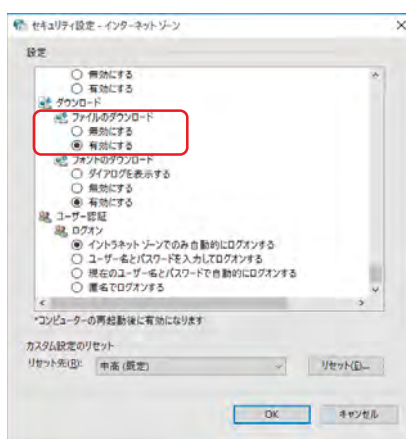 セキュリティ設定 - インターネット ゾーン
設定
無効にする
有効にする
ダウンロード
ファイルのダウンロード
無効にする
有効にする
フォントのダウンロード
ダイアログを表示する
無効にする
有効にする
ユーザー認証
ログオン
イントラネット ゾーンでのみ自動的にログオンする
ユーザー名とパスワードを入力してログオンする
現在のユーザー名とパスワードで自動的にログオンする
匿名でログオンする
*コンピューターの再起動後に有効になります
カスタム設定のリセット
リセット先(R): 中高 (既定) リセット(E)...
OK キャンセル